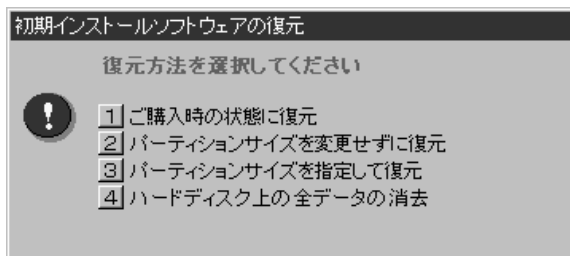 初期インストールソフトウェアの復元
復元方法を選択してください
1 ご購入時の状態に復元
2 パーティションサイズを変更せずに復元
3 パーティションサイズを指定して復元
4 ハードディスク上の全データの消去